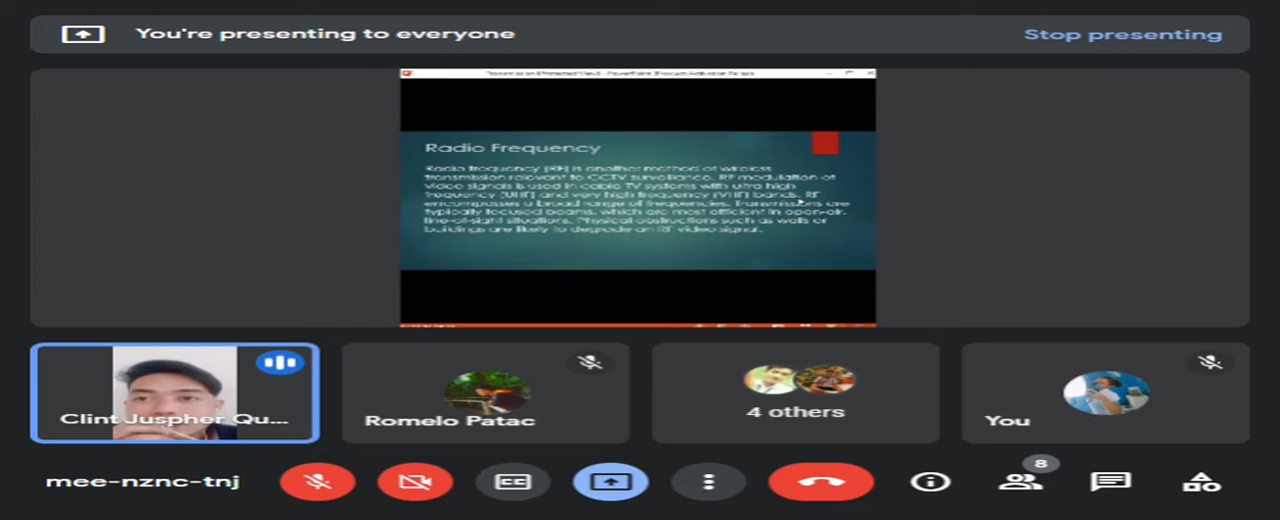 You're presenting to everyone
Stop presenting
Radio Frequency
Radio frequency (RF) is another method of wireless
transmission relevant to CCTV survaillance. RF modulation of
video signals is used in cable TV systems with ultra high
frequency (UHF) and very high frequency (VHF) bands. RF
encompasses a broad range of frequencies. Transmissions are
typically focused beams, which are most efficient in open-air,
line-of-sight situations. Physical obstructions such as walls or
buildings are likely to degrade an RF video signal.
Clint Juspher Qu...
Romelo Patac
4 others
You
mee-nznc-tnj
CC
8